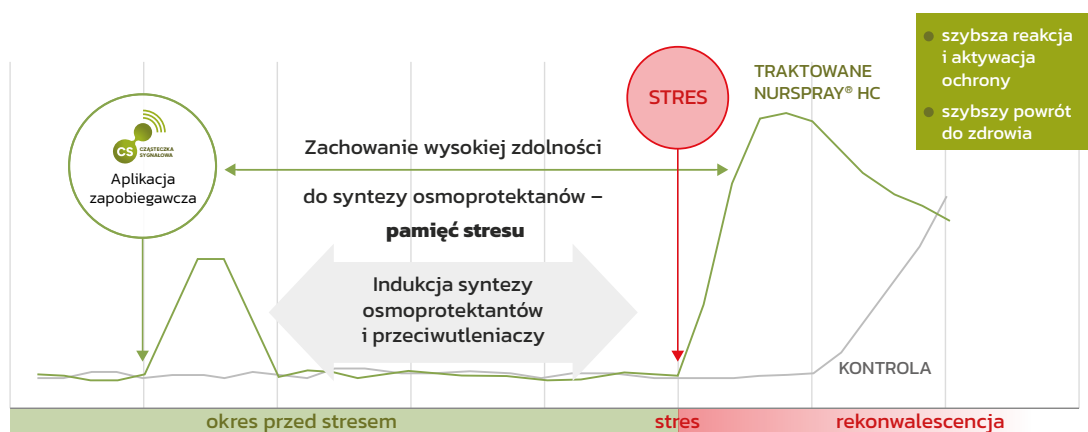 CS
CZĄSTECZKA
SYGNAŁOWA
Aplikacja
zapobiegawcza
Zachowanie wysokiej zdolności
do syntezy osmoprotektanów –
pamięć stresu
Indukcja syntezy
osmoprotektantów
i przeciwutleniaczy
STRES
TRAKTOWANE
NURSPRAY® HC
szybsza reakcja
i aktywacja
ochrony
szybszy powrót
do zdrowia
KONTROLA
okres przed stresem
stres
rekonwalescencja